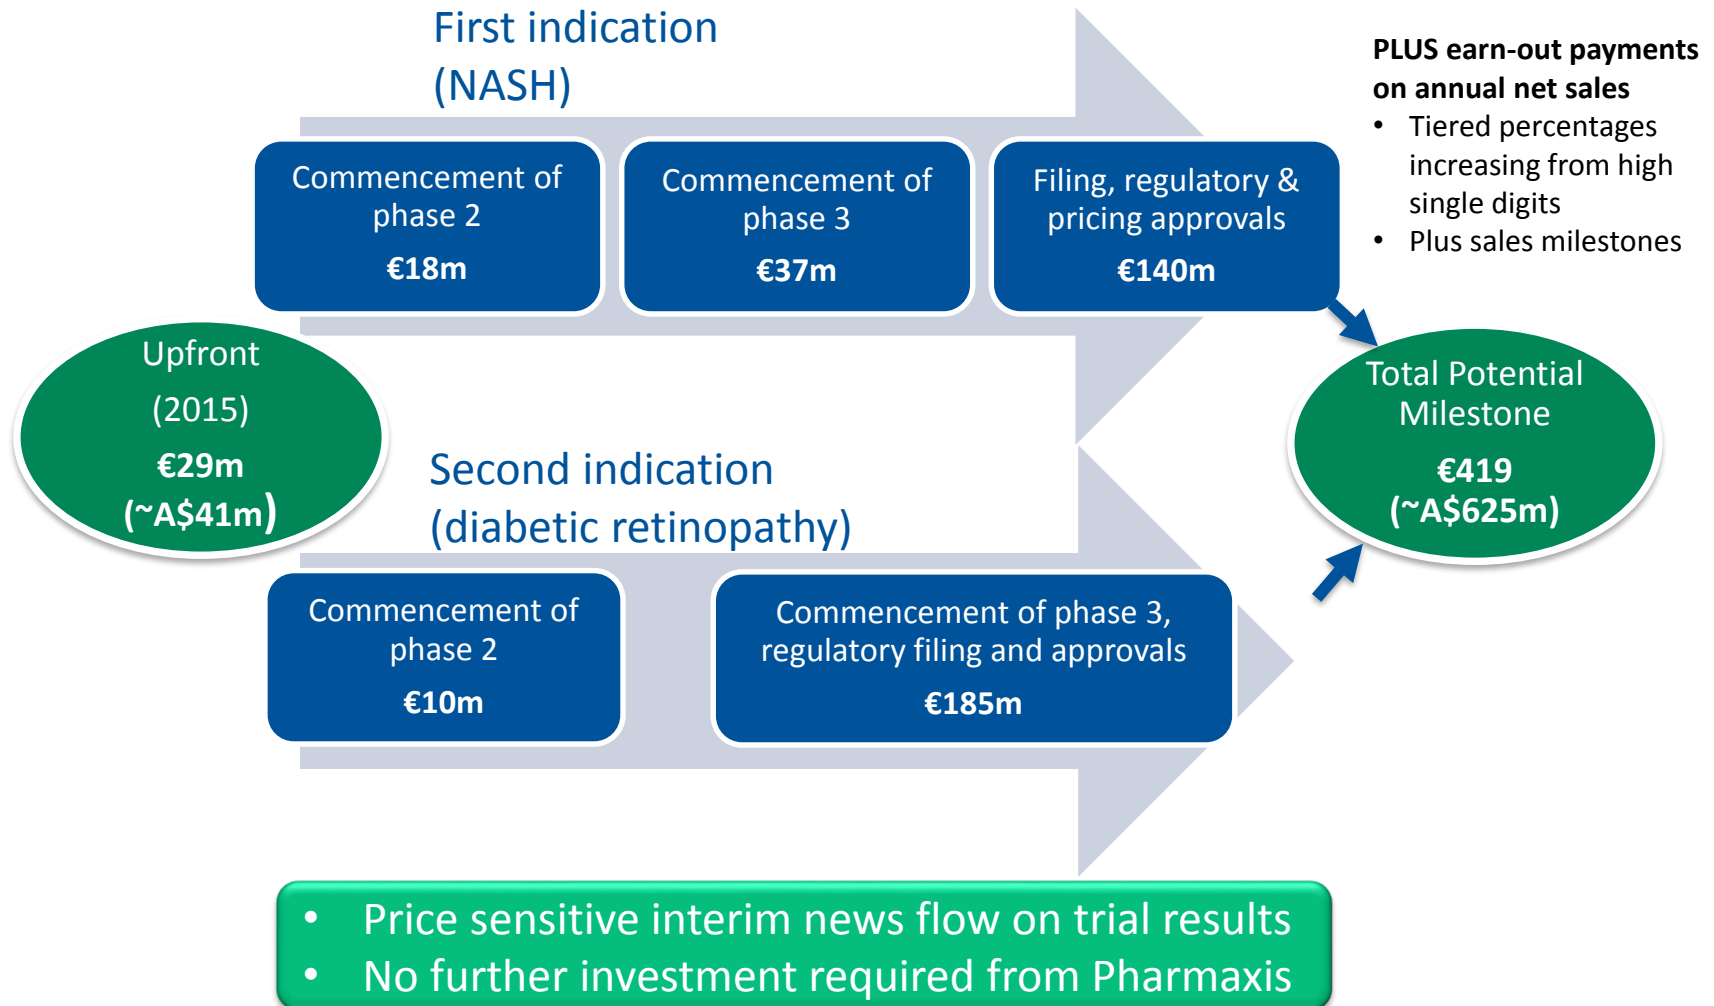 First indication
(NASH)
PLUS earn-out payments
on annual net sales
• Tiered percentages
increasing from high
single digits
• Plus sales milestones
Commencement of
phase 2
€18m
Commencement of
phase 3
€37m
Filing, regulatory &
pricing approvals
€140m
Upfront
(2015)
€29m
(~A$41m)
Total Potential
Milestone
€419
(~A$625m)
Second indication
(diabetic retinopathy)
Commencement of
phase 2
€10m
Commencement of phase 3,
regulatory filing and approvals
€185m
• Price sensitive interim news flow on trial results
• No further investment required from Pharmaxis